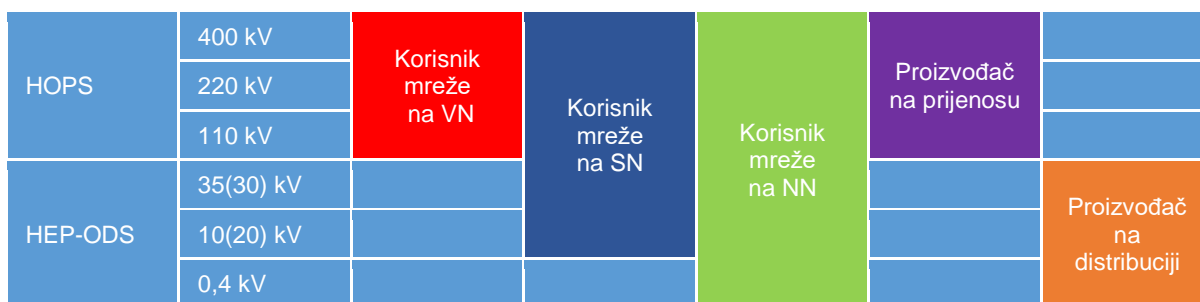 HOPS
400 kV
220 kV
110 kV
Korisnik
mreže
na VN
Korisnik
mreže
na SN
Korisnik
mreže
na NN
Proizvođač
na prijenosu
HEP-ODS
35(30) kV
10(20) kV
0,4 kV
Proizvođač
na
distribuciji